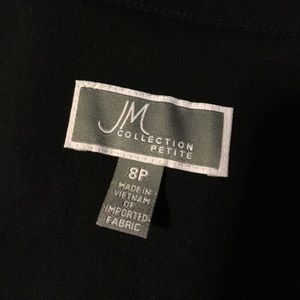 JM
COLLECTION
PETITE
8P
MADE IN
VIETNAM
OF
IMPORTED
FABRIC